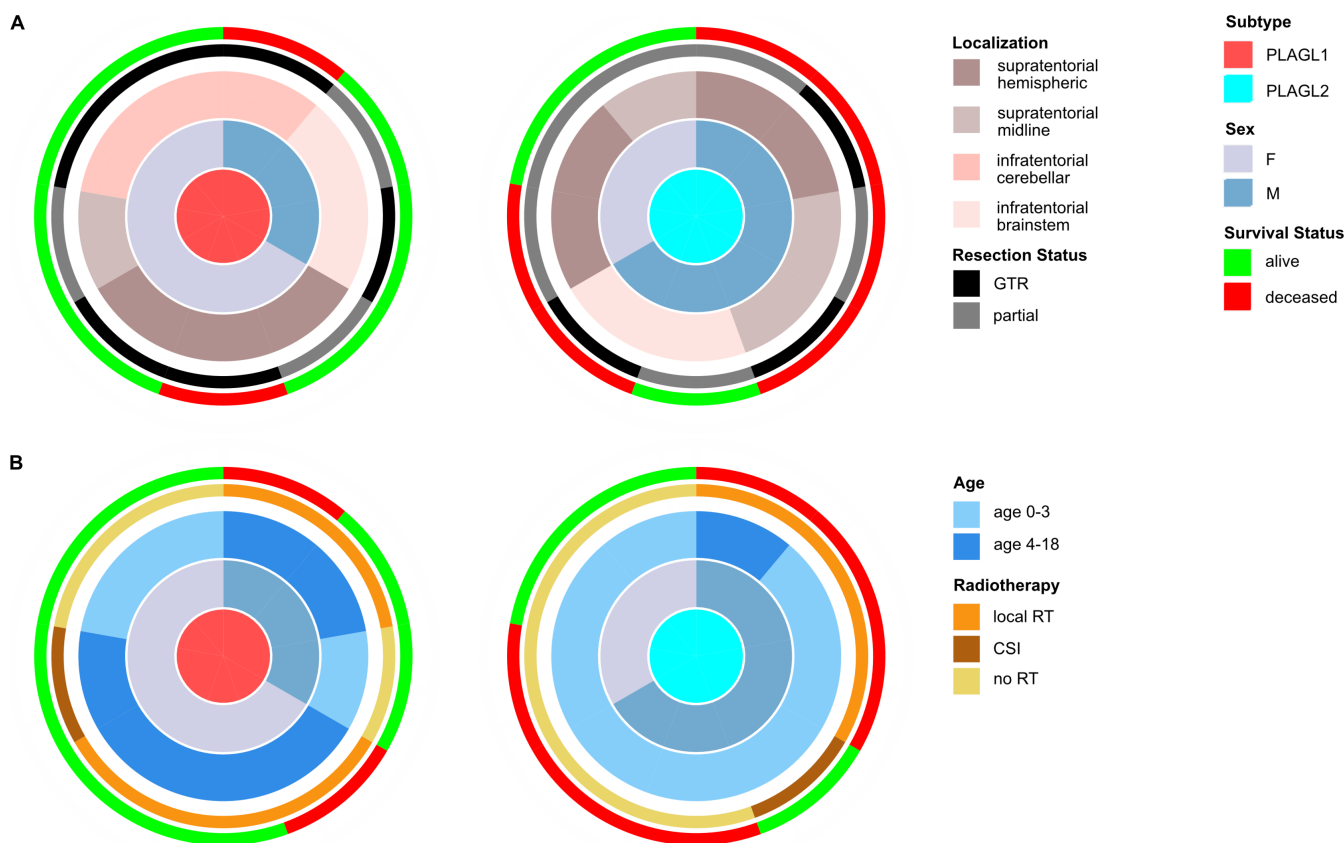 A
Localization
supratentorial
hemispheric
supratentorial
midline
infratentorial
cerebellar
infratentorial
brainstem
Resection Status
GTR
partial
Subtype
PLAGL1
PLAGL2
Sex
F
M
Survival Status
alive
deceased
B
Age
age 0-3
age 4-18
Radiotherapy
local RT
CSI
no RT